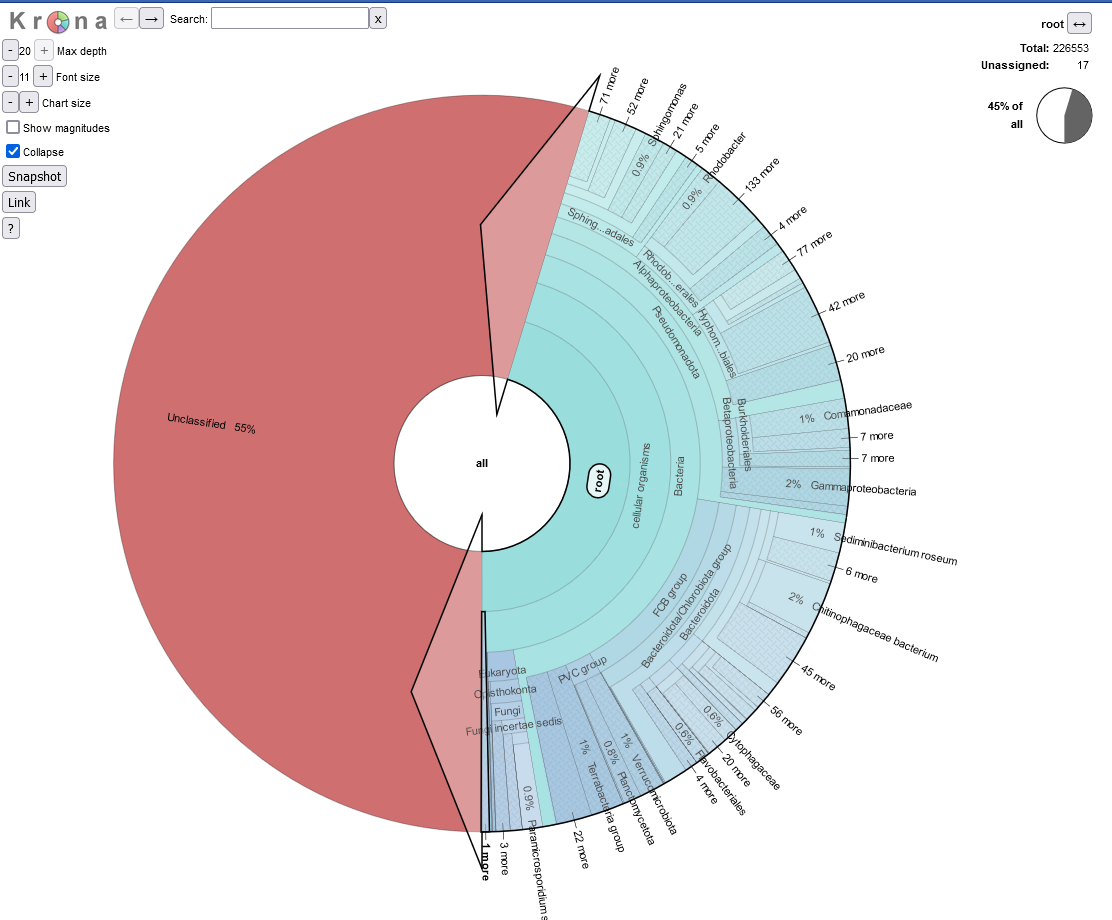 Krona
← → Search: x
- 20 + Max depth
- 11 + Font size
- + Chart size
Show magnitudes
Collapse
Snapshot
Link
?
root ↔
Total: 226553
Unassigned: 17
45% of
all
71 more
52 more
0.9% Sphingomonas
21 more
5 more
0.9% Rhodobacter
133 more
4 more
77 more
42 more
20 more
1% Comamonadaceae
7 more
7 more
2% Gammaproteobacteria
1% Sediminibacterium roseum
6 more
2% Chitinophagaceae bacterium
45 more
56 more
0.6% Cytophagaceae
20 more
0.6% Flavobacteriales
4 more
1% Verrucomicrobiota
0.8% Planctomycetota
1% Terrabacteria group
22 more
0.9% Paramicrosporidium s
3 more
1 more
Sphing...adales
Rhodob...erales
Hyphom...biales
Alphaproteobacteria
Pseudomonadota
Burkholderiales
Betaproteobacteria
Bacteria
cellular organisms
root
all
Unclassified 55%
FCB group
Bacteroidota/Chlorobiota group
Bacteroidota
PVC group
Eukaryota
Opisthokonta
Fungi
Fungi incertae sedis